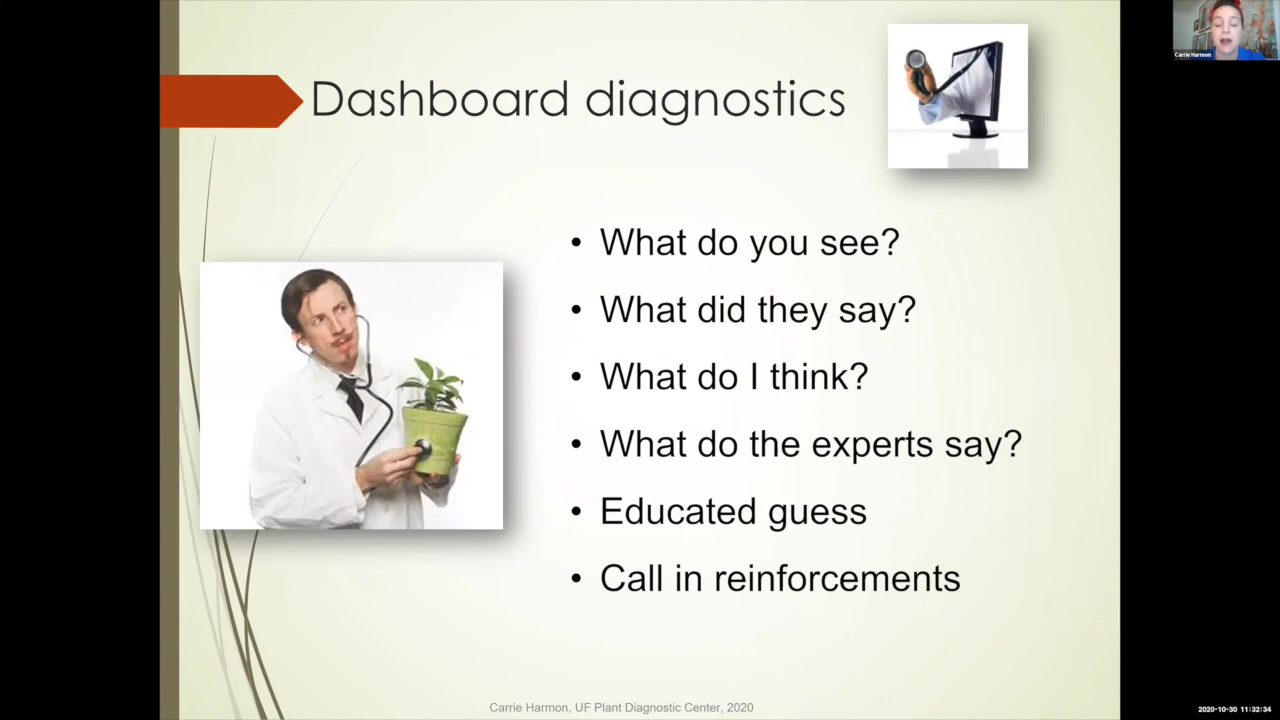 Carrie Harmon
Dashboard diagnostics
• What do you see?
• What did they say?
• What do I think?
• What do the experts say?
• Educated guess
• Call in reinforcements
Carrie Harmon, UF Plant Diagnostic Center, 2020
2020-10-30 11:32:34